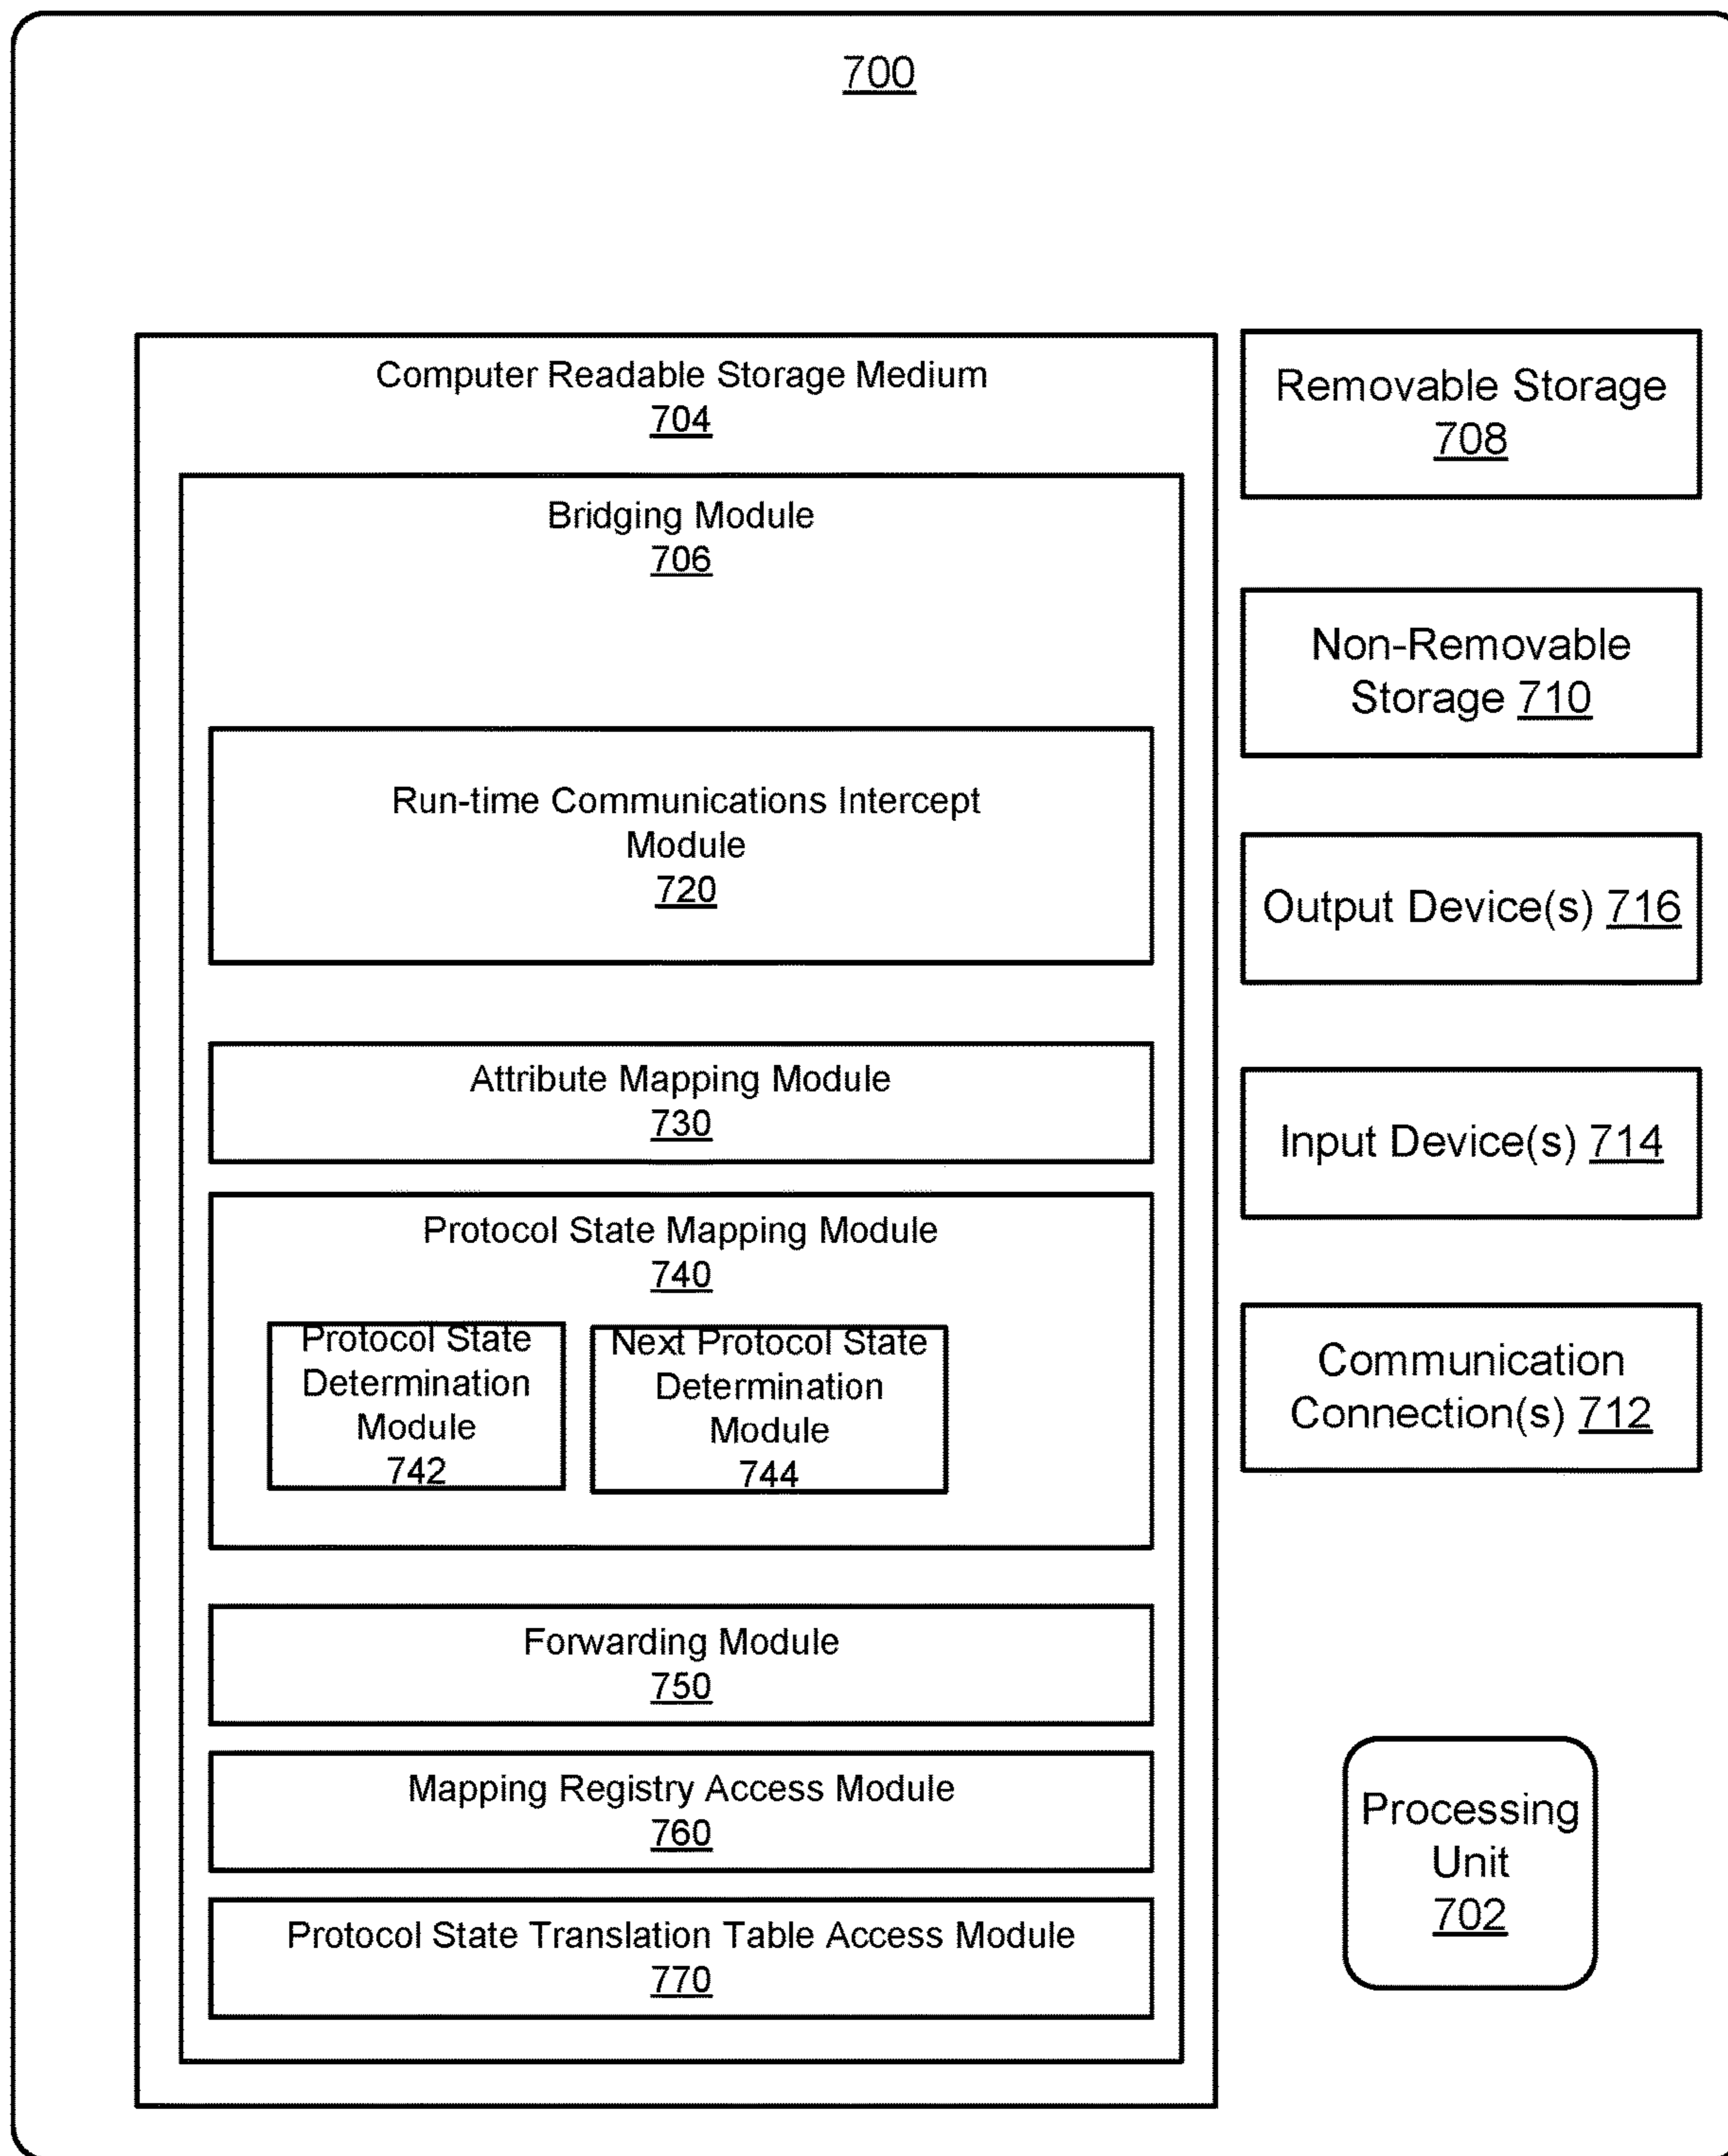 700
Computer Readable Storage Medium
704
Bridging Module
706
Run-time Communications Intercept
Module
720
Attribute Mapping Module
730
Protocol State Mapping Module
740
Protocol State
Determination
Module
742
Next Protocol State
Determination
Module
744
Forwarding Module
750
Mapping Registry Access Module
760
Protocol State Translation Table Access Module
770
Removable Storage
708
Non-Removable
Storage 710
Output Device(s) 716
Input Device(s) 714
Communication
Connection(s) 712
Processing
Unit
702